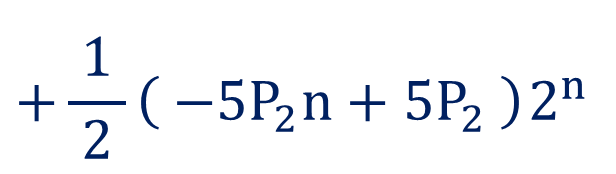 + 1/2 ( −5P₂n + 5P₂ ) 2ⁿ